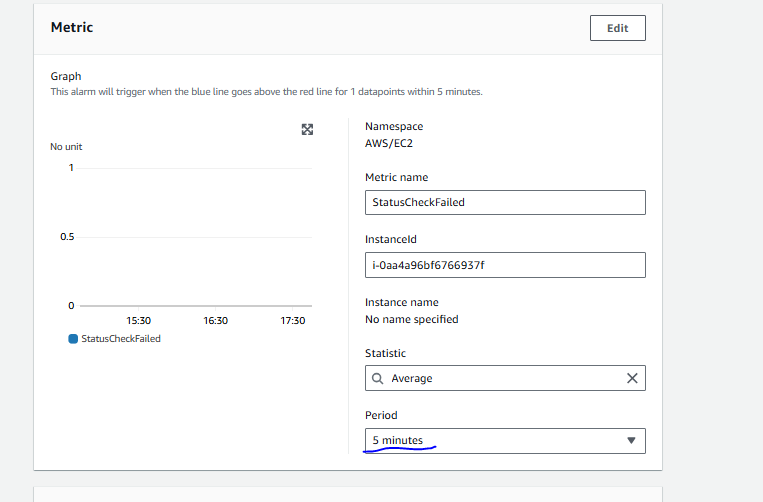 Metric
Edit
Graph
This alarm will trigger when the blue line goes above the red line for 1 datapoints within 5 minutes.
No unit
1
0.5
0
15:30 16:30 17:30
StatusCheckFailed
Namespace
AWS/EC2
Metric name
StatusCheckFailed
InstanceId
i-0aa4a96bf6766937f
Instance name
No name specified
Statistic
Average
Period
5 minutes